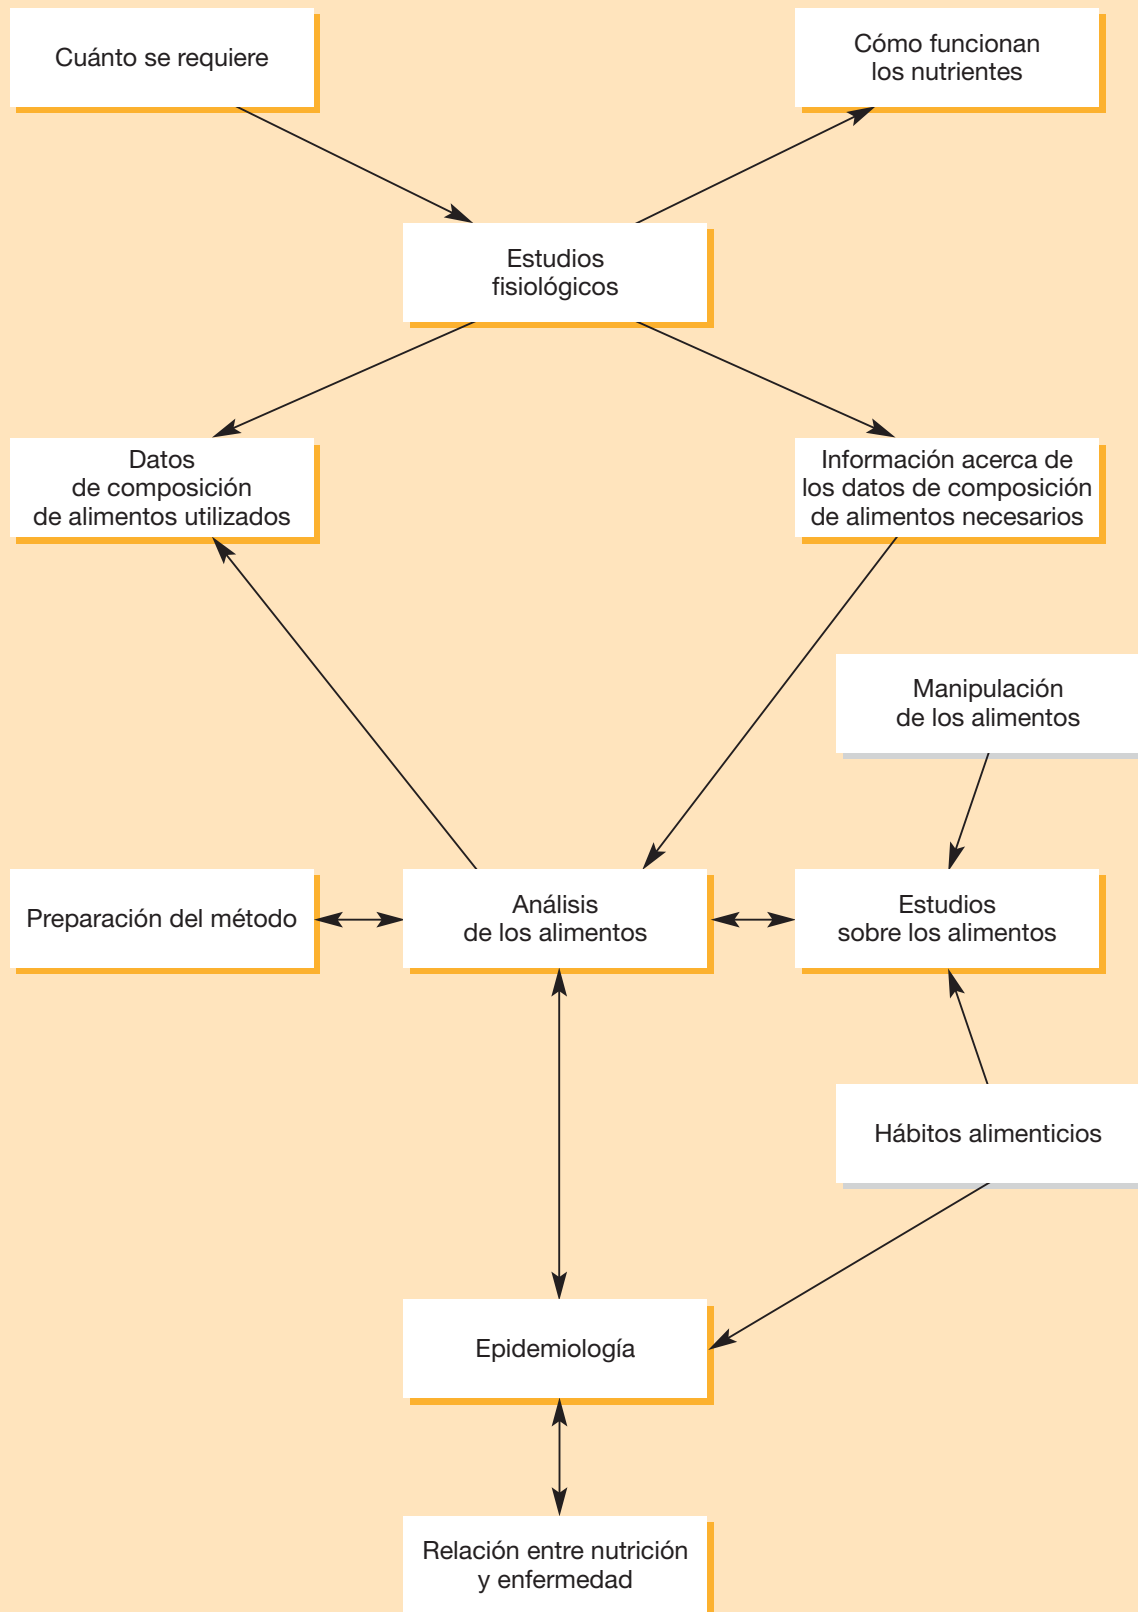 Cuánto se requiere
Cómo funcionan
los nutrientes
Estudios
fisiológicos
Datos
de composición
de alimentos utilizados
Información acerca de
los datos de composición
de alimentos necesarios
Manipulación
de los alimentos
Preparación del método
Análisis
de los alimentos
Estudios
sobre los alimentos
Hábitos alimenticios
Epidemiología
Relación entre nutrición
y enfermedad